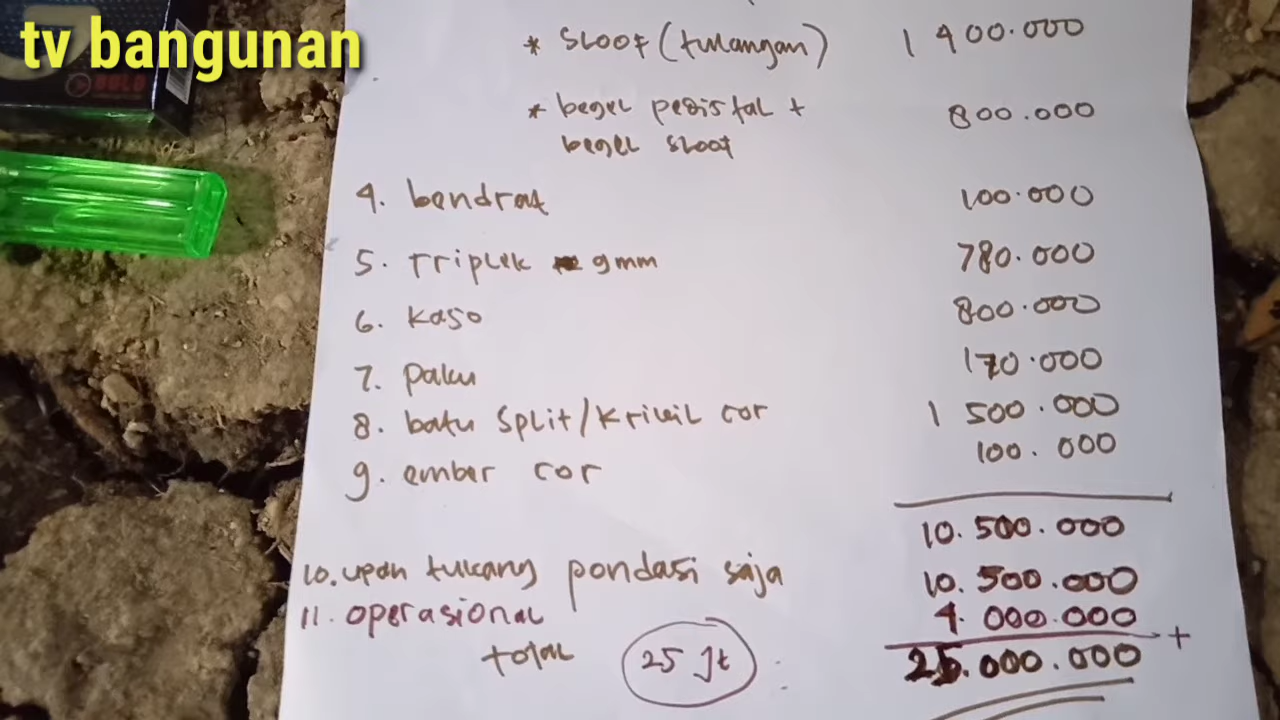 tv bangunan
BOLD
* SLOOF (tulangan) 1 400.000
* begel pedistal + 800.000
begel sloof
4. bendrat 100.000
5. Triplek 9mm 780.000
6. kaso 800.000
7. paku 170.000
8. batu split/krikil cor 1 500.000
9. ember cor 100.000
10.500.000
10. upah tukang pondasi saja 10.500.000
11. operasional 4.000.000
+
total 25 Jt 25.000.000